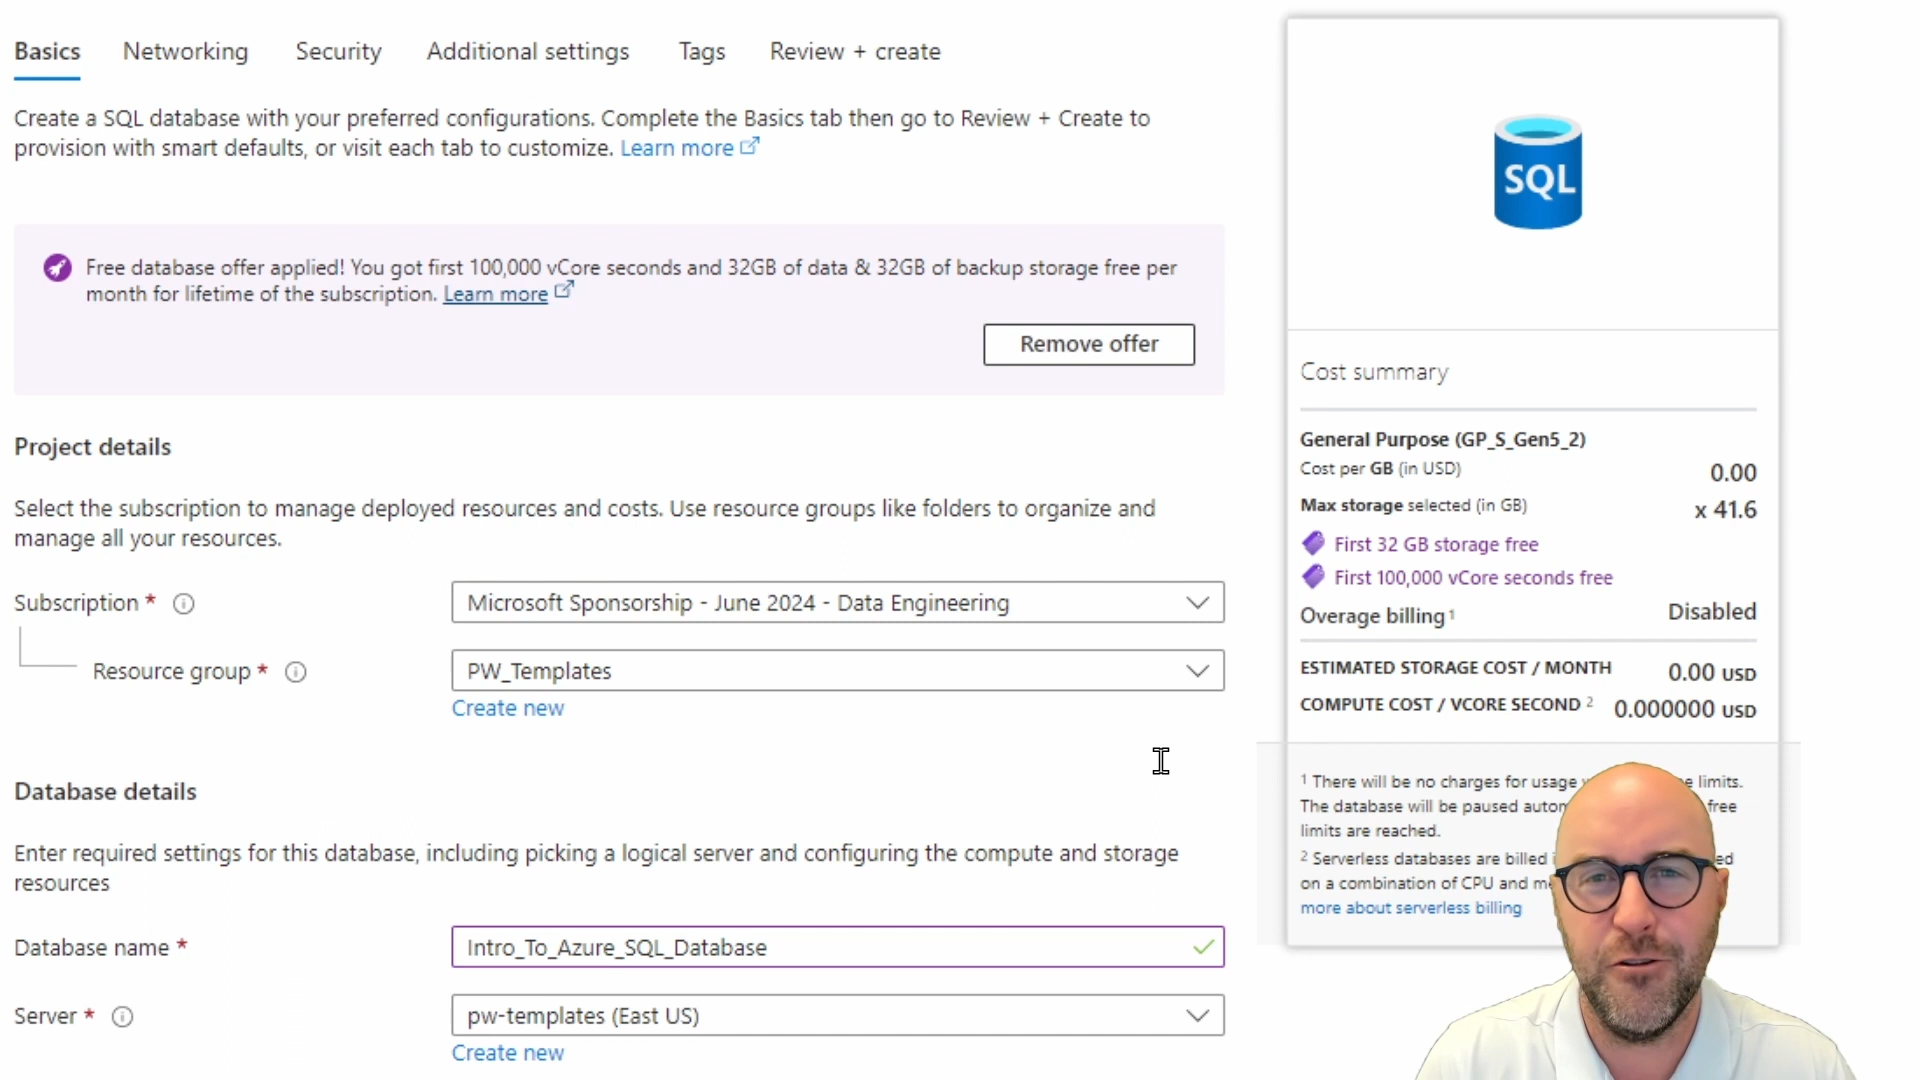 Basics Networking Security Additional settings Tags Review + create
Create a SQL database with your preferred configurations. Complete the Basics tab then go to Review + Create to
provision with smart defaults, or visit each tab to customize. Learn more
Free database offer applied! You got first 100,000 vCore seconds and 32GB of data & 32GB of backup storage free per
month for lifetime of the subscription. Learn more
Remove offer
Project details
Select the subscription to manage deployed resources and costs. Use resource groups like folders to organize and
manage all your resources.
Subscription *
Microsoft Sponsorship - June 2024 - Data Engineering
Resource group *
PW_Templates
Create new
Database details
Enter required settings for this database, including picking a logical server and configuring the compute and storage
resources
Database name *
Intro_To_Azure_SQL_Database
Server *
pw-templates (East US)
Create new
SQL
Cost summary
General Purpose (GP_S_Gen5_2)
Cost per GB (in USD) 0.00
Max storage selected (in GB) x 41.6
First 32 GB storage free
First 100,000 vCore seconds free
Overage billing 1 Disabled
ESTIMATED STORAGE COST / MONTH 0.00 USD
COMPUTE COST / VCORE SECOND 2 0.000000 USD
1 There will be no charges for usage limits.
The database will be paused free
limits are reached.
2 Serverless databases are billed
on a combination of CPU and
more about serverless billing